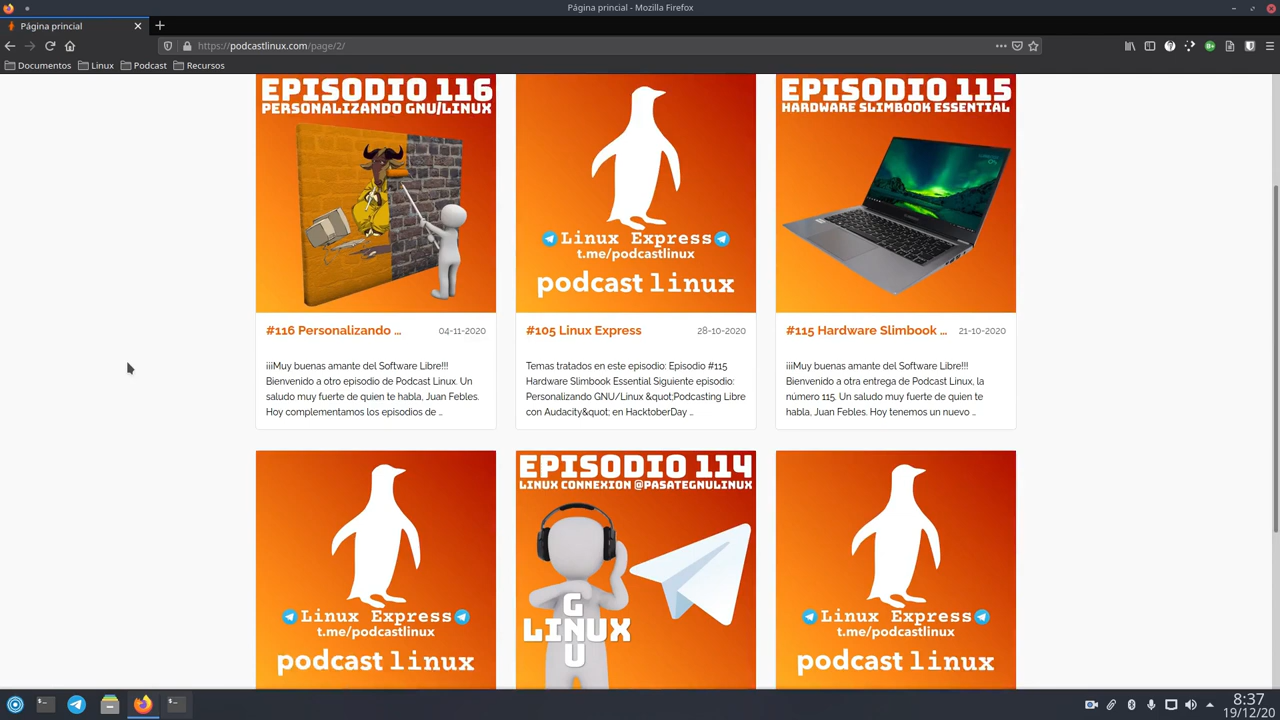 Página princial - Mozilla Firefox
Página princial
https://podcastlinux.com/page/2/
Documentos Linux Podcast Recursos
EPISODIO 116
PERSONALIZANDO GNU/LINUX
Linux Express
t.me/podcastlinux
podcast linux
EPISODIO 115
HARDWARE SLIMBOOK ESSENTIAL
#116 Personalizando ... 04-11-2020
¡¡¡Muy buenas amante del Software Libre!!!
Bienvenido a otro episodio de Podcast Linux. Un
saludo muy fuerte de quien te habla, Juan Febles.
Hoy complementamos los episodios de ...
#105 Linux Express 28-10-2020
Temas tratados en este episodio: Episodio #115
Hardware Slimbook Essential Siguiente episodio:
Personalizando GNU/Linux &quot;Podcasting Libre
con Audacity&quot; en HacktoberDay ...
#115 Hardware Slimbook ... 21-10-2020
¡¡¡Muy buenas amante del Software Libre!!!
Bienvenido a otra entrega de Podcast Linux, la
número 115. Un saludo muy fuerte de quien te
habla, Juan Febles. Hoy tenemos un nuevo ...
Linux Express
t.me/podcastlinux
podcast linux
EPISODIO 114
LINUX CONNEXION @PASATEGNULINUX
GNU
LINUX
Linux Express
t.me/podcastlinux
podcast linux
8:37
19/12/20